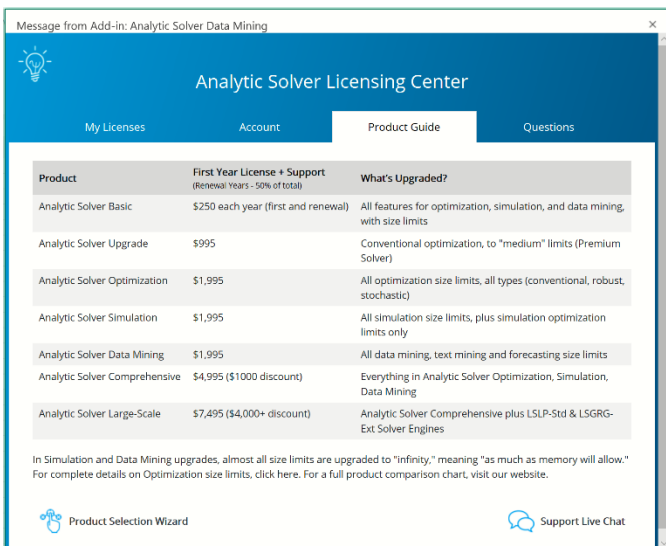 Message from Add-in: Analytic Solver Data Mining
Analytic Solver Licensing Center
My Licenses Account Product Guide Questions
Product First Year License + Support What's Upgraded?
(Renewal Years - 50% of total)
Analytic Solver Basic $250 each year (first and renewal) All features for optimization, simulation, and data mining,
with size limits
Analytic Solver Upgrade $995 Conventional optimization, to "medium" limits (Premium
Solver)
Analytic Solver Optimization $1,995 All optimization size limits, all types (conventional, robust,
stochastic)
Analytic Solver Simulation $1,995 All simulation size limits, plus simulation optimization
limits only
Analytic Solver Data Mining $1,995 All data mining, text mining and forecasting size limits
Analytic Solver Comprehensive $4,995 ($1000 discount) Everything in Analytic Solver Optimization, Simulation,
Data Mining
Analytic Solver Large-Scale $7,495 ($4,000+ discount) Analytic Solver Comprehensive plus LSLP-Std & LSGRG-
Ext Solver Engines
In Simulation and Data Mining upgrades, almost all size limits are upgraded to "infinity," meaning "as much as memory will allow."
For complete details on Optimization size limits, click here. For a full product comparison chart, visit our website.
Product Selection Wizard Support Live Chat